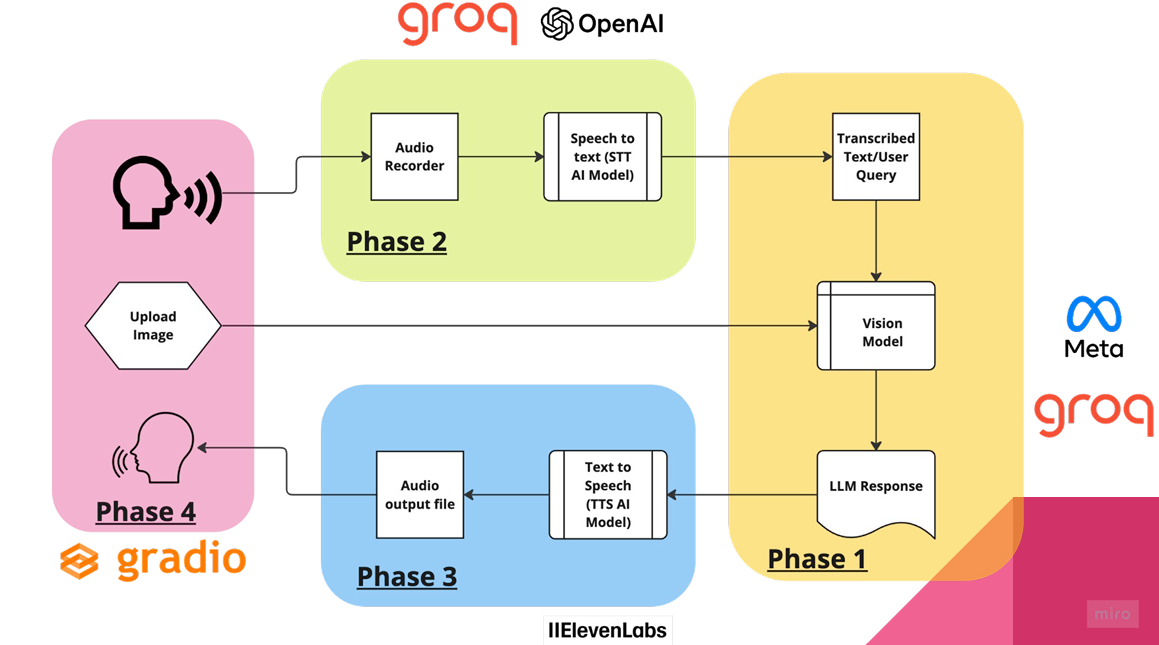 groq
OpenAI
Audio
Recorder
Speech to
text (STT
AI Model)
Phase 2
Transcribed
Text/User
Query
Upload
Image
Vision
Model
Meta
groq
LLM Response
Phase 1
Text to
Speech
(TTS AI
Model)
Audio
output file
Phase 3
Phase 4
gradio
IIElevenLabs
miro